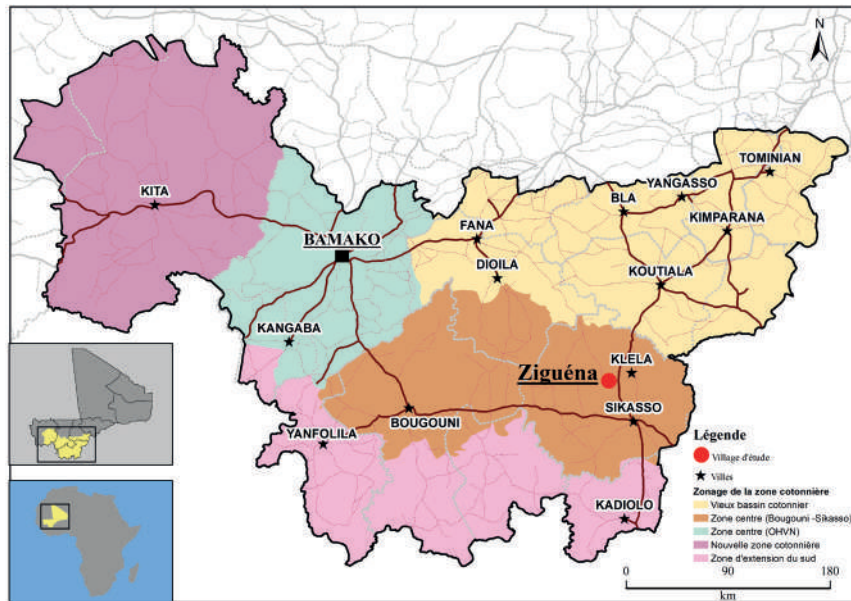 N
TOMINIAN
YANGASSO
KITA
BLA
KIMPARANA
FANA
BAMAKO
DIOILA
KOUTIALA
KANGABA
KLELA
Ziguéna
SIKASSO
BOUGOUNI
YANFOLILA
KADIOLO
Légende
Village d'étude
Villes
Zonage de la zone cotonnière
Vieux bassin cotonnier
Zone centre (Bougouni -Sikasso)
Zone centre (OHVN)
Nouvelle zone cotonnière
Zone d'extension du sud
0 90 180
km